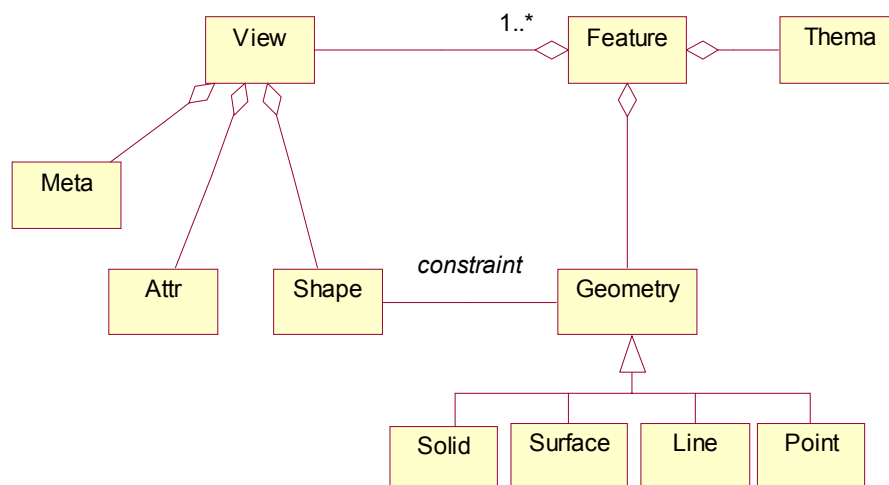 1..*
View
Feature
Thema
Meta
Attr
Shape
constraint
Geometry
Solid
Surface
Line
Point